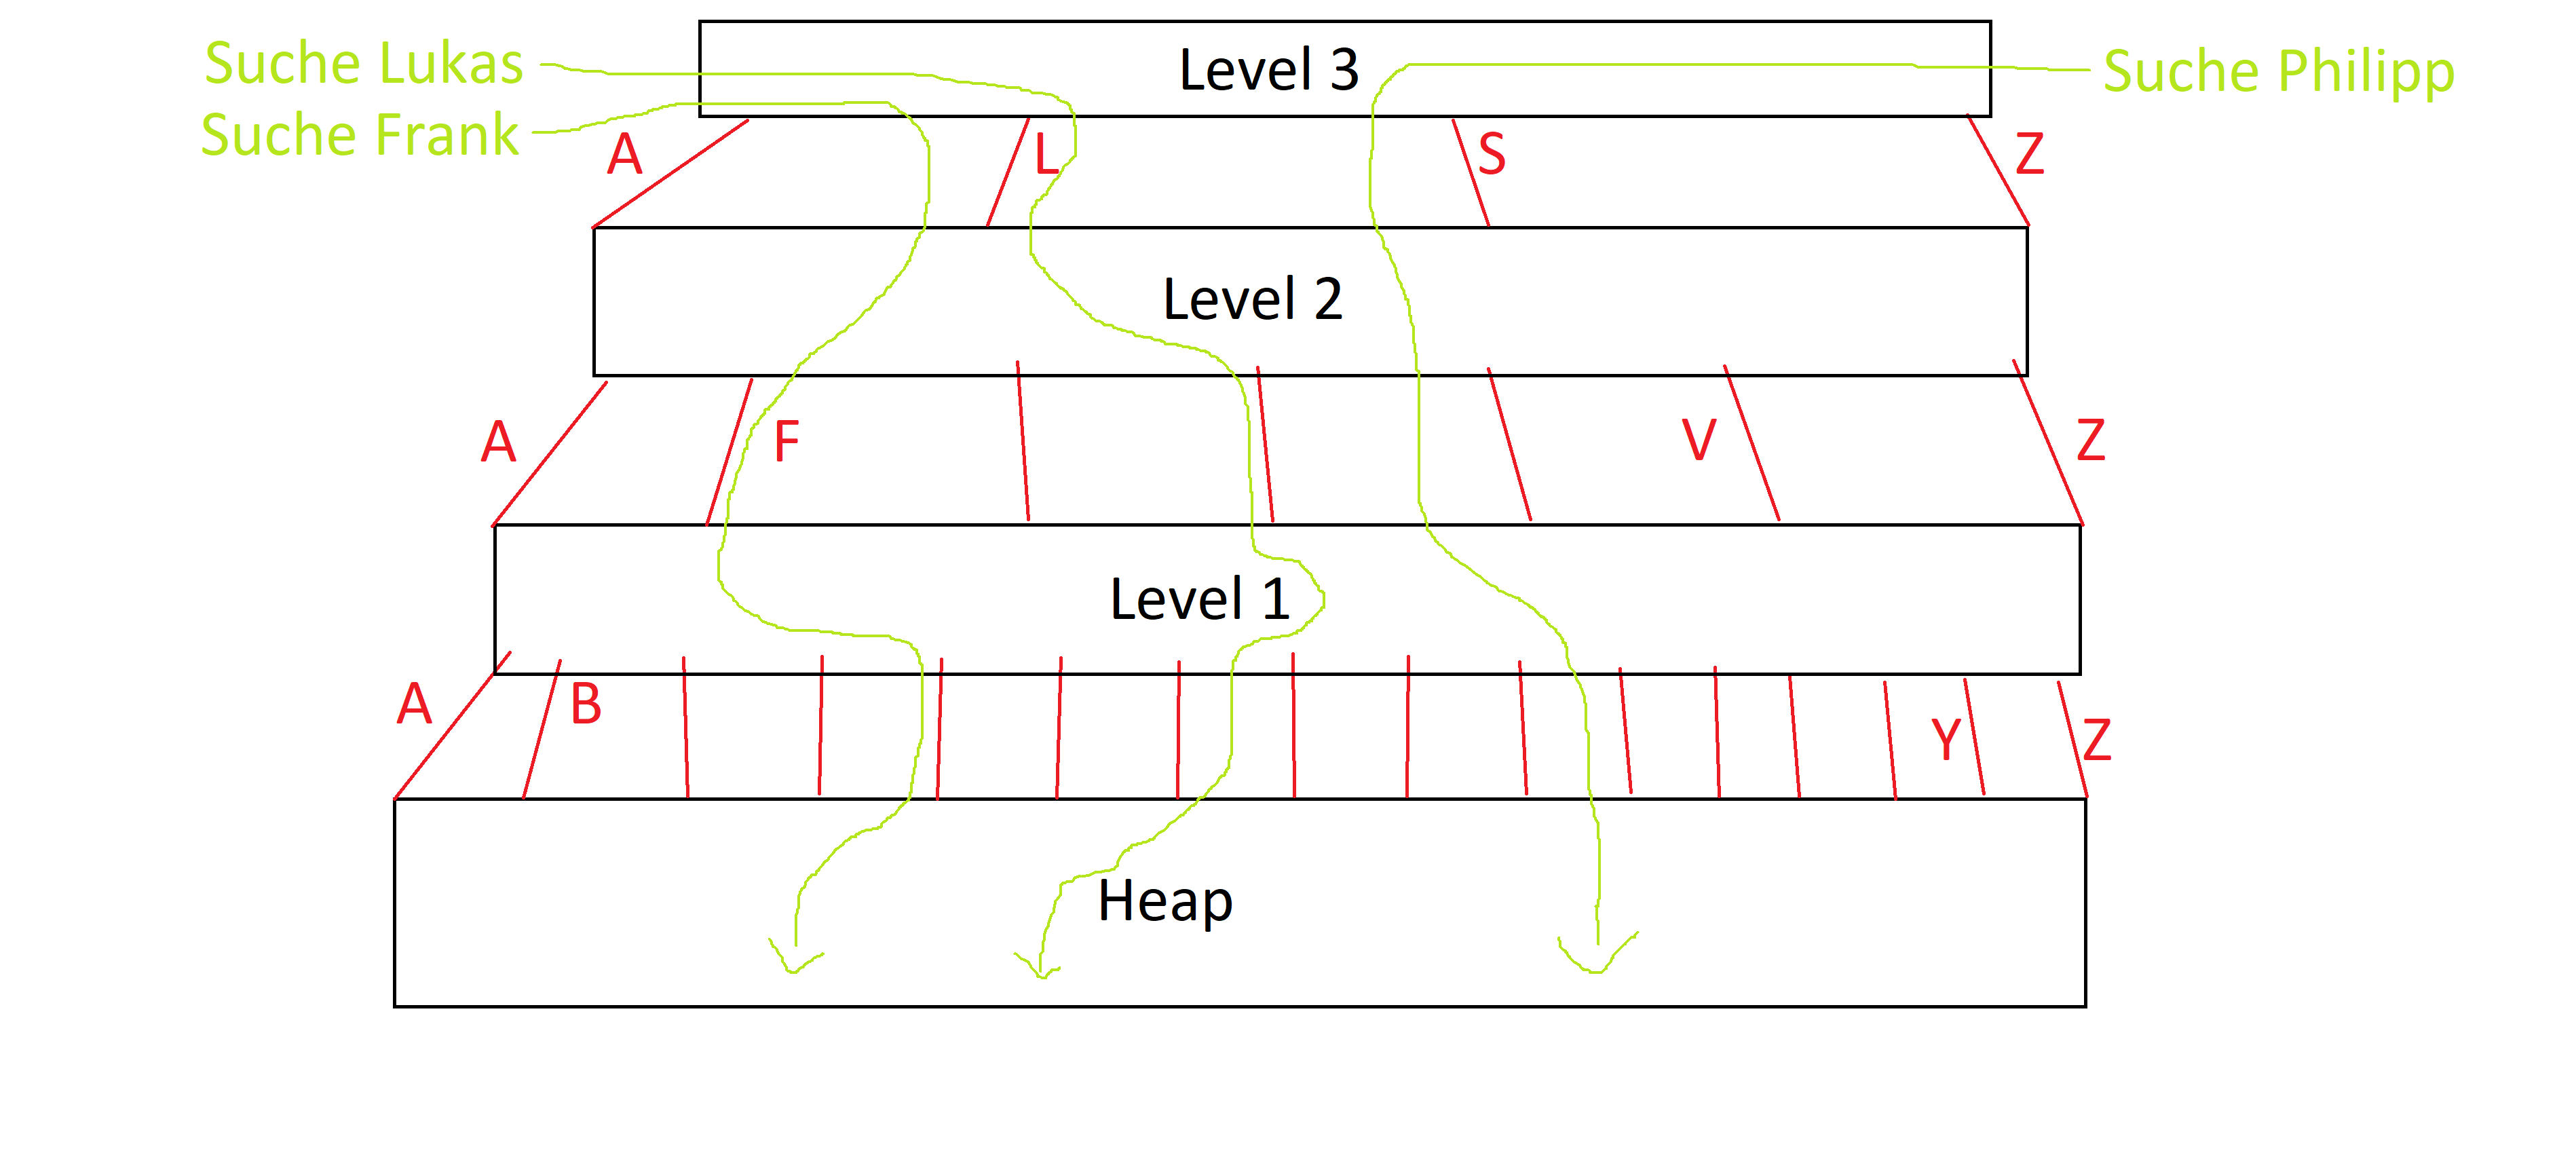 Suche Lukas
Level 3
Suche Philipp
Suche Frank
A L S Z
Level 2
A F V Z
Level 1
A B Y Z
Heap